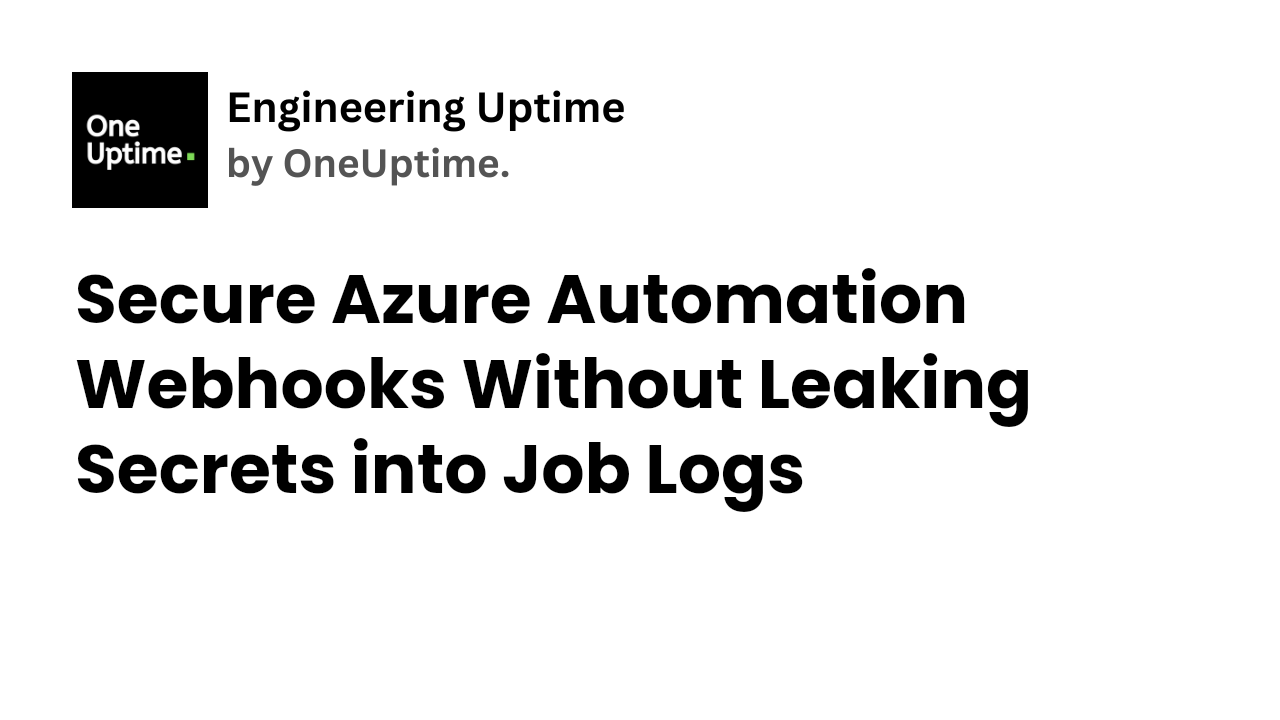 One
Uptime.
Engineering Uptime
by OneUptime.
Secure Azure Automation
Webhooks Without Leaking
Secrets into Job Logs